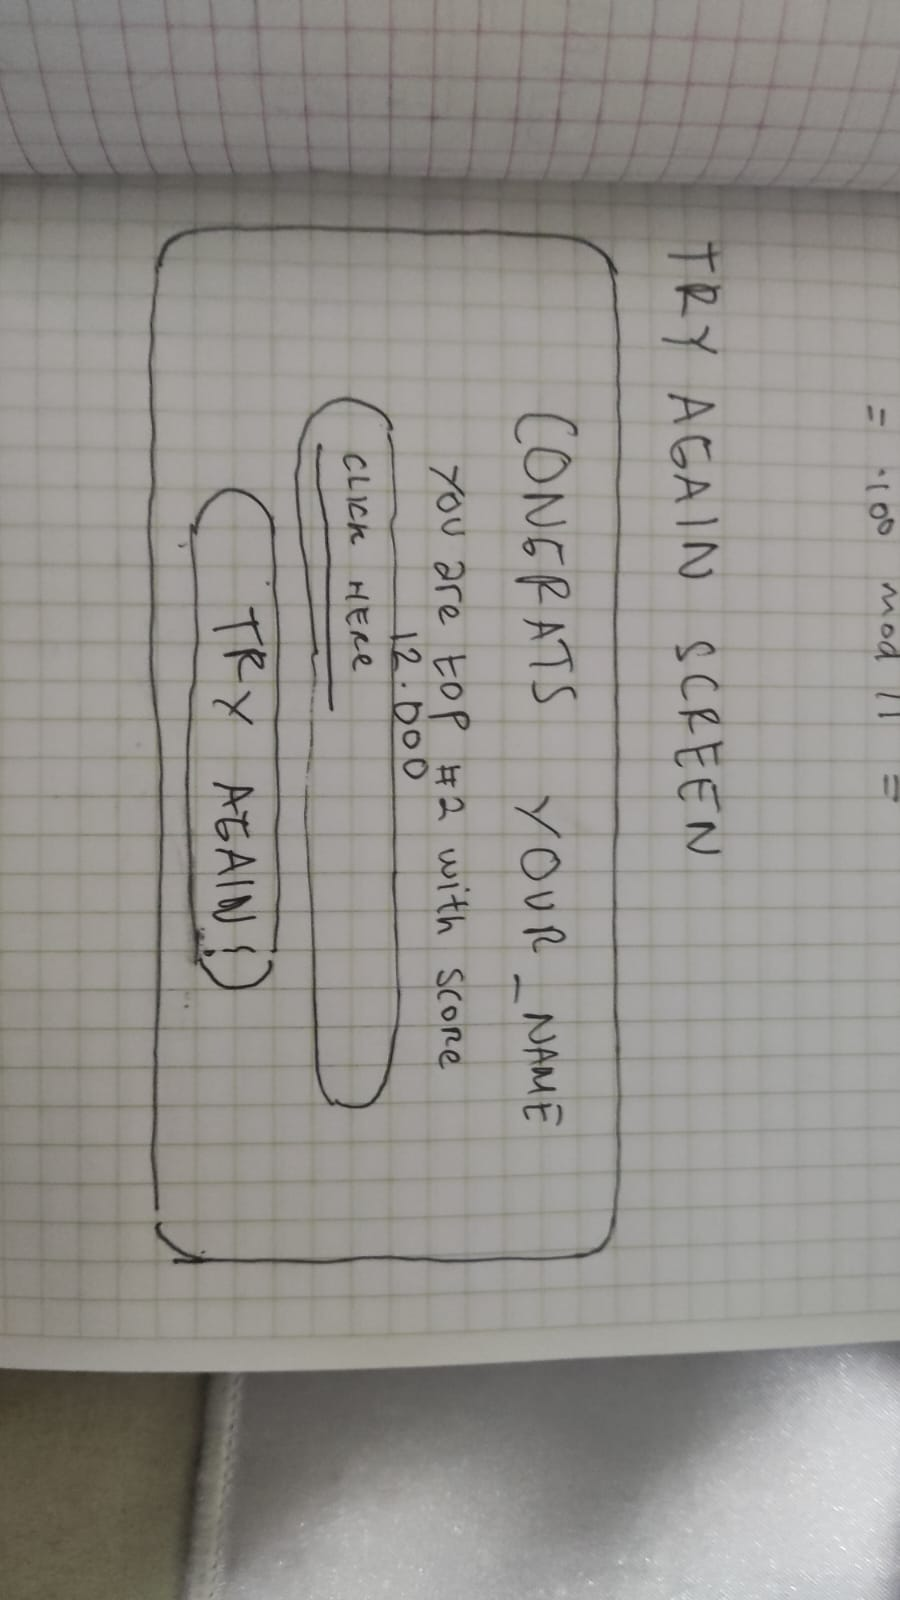 = -100 mod 11 =
TRY AGAIN SCREEN
CONGRATS YOUR_NAME
You are top #2 with score
12.000
CLICK HERE
TRY AGAIN!